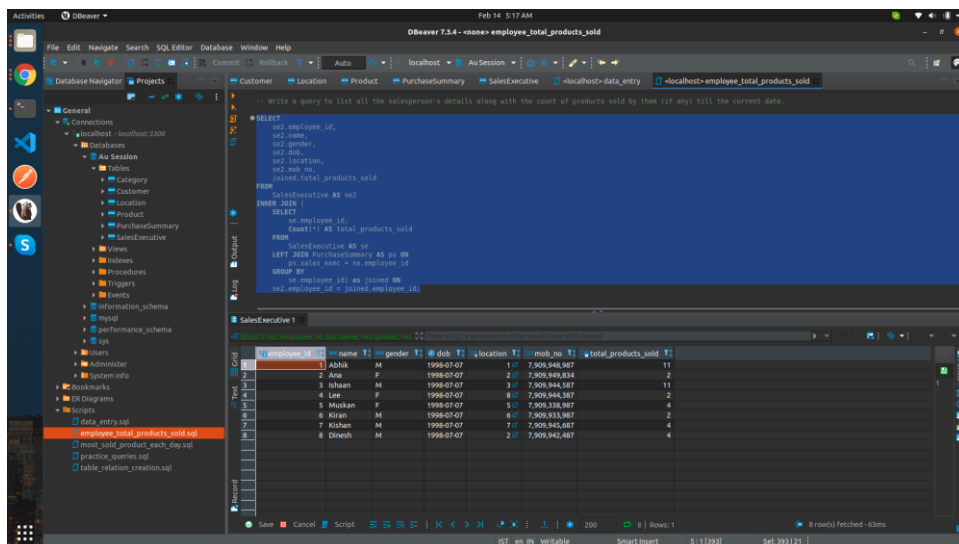 Activities
DBeaver
Feb 14 5:17 AM
DBeaver 7.3.4 - <none> employee_total_products_sold
File Edit Navigate Search SQL Editor Database Window Help
Commit Rollback Auto localhost Au Session
Database Navigator Projects
Customer Location Product PurchaseSummary SalesExecutive <localhost> data_entry <localhost> employee_total_products_sold
General
Connections
localhost - localhost:3306
Databases
Au Session
Tables
Category
Customer
Location
Product
PurchaseSummary
SalesExecutive
Views
Indexes
Procedures
Triggers
Events
information_schema
mysql
performance_schema
sys
Users
Administer
System Info
Bookmarks
ER Diagrams
Scripts
data_entry.sql
employee_total_products_sold.sql
most_sold_product_each_day.sql
practice_queries.sql
table_relation_creation.sql
-- Write a query to list all the salesperson's details along with the count of products sold by them (if any) till the current date.
SELECT
se2.employee_id,
se2.name,
se2.gender,
se2.dob,
se2.location,
se2.mob_no,
joined.total_products_sold
FROM
SalesExecutive AS se2
INNER JOIN (
SELECT
se.employee_id,
Count(*) AS total_products_sold
FROM
SalesExecutive AS se
LEFT JOIN PurchaseSummary AS ps ON
ps.sales_exec = se.employee_id
GROUP BY
se.employee_id) as joined ON
se2.employee_id = joined.employee_id;
Output
Log
SalesExecutive 1
Grid
Text
Record
employee_id name gender dob location mob_no total_products_sold
1 1 Abhik M 1998-07-07 1 7,909,948,987 11
2 2 Ana F 1998-07-07 2 7,909,949,834 2
3 3 Ishaan M 1998-07-07 3 7,909,944,587 11
4 4 Lee F 1998-07-07 8 7,909,944,387 2
5 5 Muskan F 1998-07-07 5 7,909,338,987 4
6 6 Kiran M 1998-07-07 6 7,909,933,987 2
7 7 Kishan M 1998-07-07 7 7,909,945,687 4
8 8 Dinesh M 1998-07-07 2 7,909,942,487 4
Save Cancel Script 200 8 Rows: 1 8 row(s) fetched - 63ms
IST en_IN Writable Smart Insert 5 : 1 [393] Sel: 393 | 21